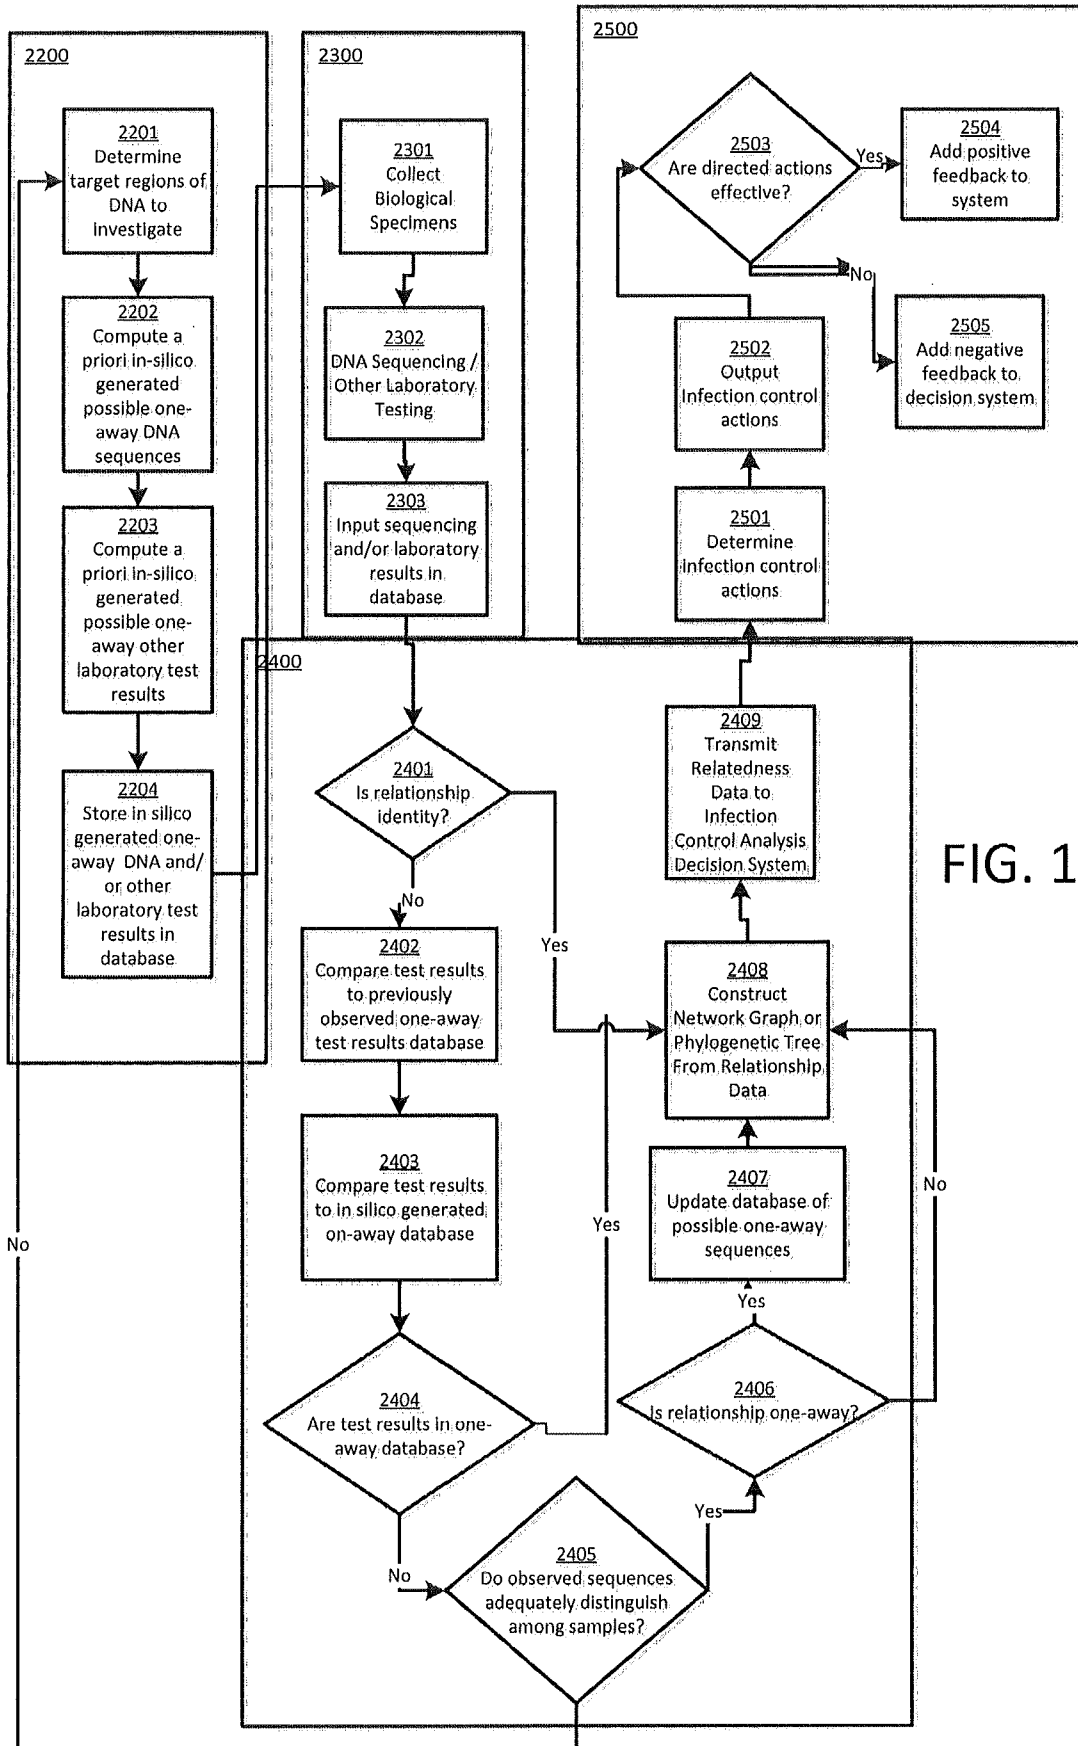 2200
2201
Determine
target regions of
DNA to
investigate
2202
Compute a
priori in-silico
generated
possible one-
away DNA
sequences
2203
Compute a
priori in-silico
generated
possible one-
away other
laboratory test
results
2204
Store in silico
generated one-
away DNA and/
or other
laboratory test
results in
database
No
2300
2301
Collect
Biological
Specimens
2302
DNA Sequencing /
Other Laboratory
Testing
2303
Input sequencing
and/or laboratory
results in
database
2400
2401
Is relationship
identity?
No
Yes
2402
Compare test results
to previously
observed one-away
test results database
2403
Compare test results
to in silico generated
on-away database
Yes
2404
Are test results in one-
away database?
No
2405
Do observed sequences
adequately distinguish
among samples?
Yes
2406
Is relationship one-away?
Yes
No
2407
Update database of
possible one-away
sequences
2408
Construct
Network Graph or
Phylogenetic Tree
From Relationship
Data
2409
Transmit
Relatedness
Data to
Infection
Control Analysis
Decision System
2500
2501
Determine
infection control
actions
2502
Output
Infection control
actions
2503
Are directed actions
effective?
Yes
No
2504
Add positive
feedback to
system
2505
Add negative
feedback to
decision system
FIG. 1